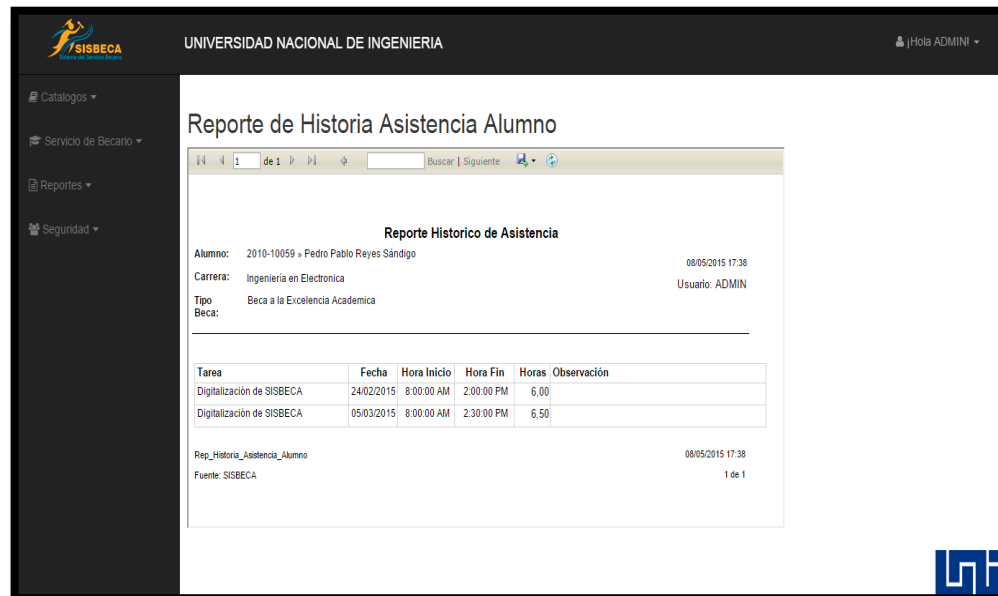 SISBECA
Sistema del Servicio Becario
UNIVERSIDAD NACIONAL DE INGENIERIA
¡Hola ADMIN!
Catalogos
Servicio de Becario
Reportes
Seguridad
Reporte de Historia Asistencia Alumno
1 de 1 Buscar | Siguiente
Reporte Historico de Asistencia
Alumno: 2010-10059 » Pedro Pablo Reyes Sándigo
08/05/2015 17:38
Carrera: Ingeniería en Electronica
Usuario: ADMIN
Tipo Beca a la Excelencia Academica
Beca:
Tarea Fecha Hora Inicio Hora Fin Horas Observación
Digitalización de SISBECA 24/02/2015 8:00:00 AM 2:00:00 PM 6,00
Digitalización de SISBECA 05/03/2015 8:00:00 AM 2:30:00 PM 6,50
Rep_Historia_Asistencia_Alumno 08/05/2015 17:38
Fuente: SISBECA 1 de 1